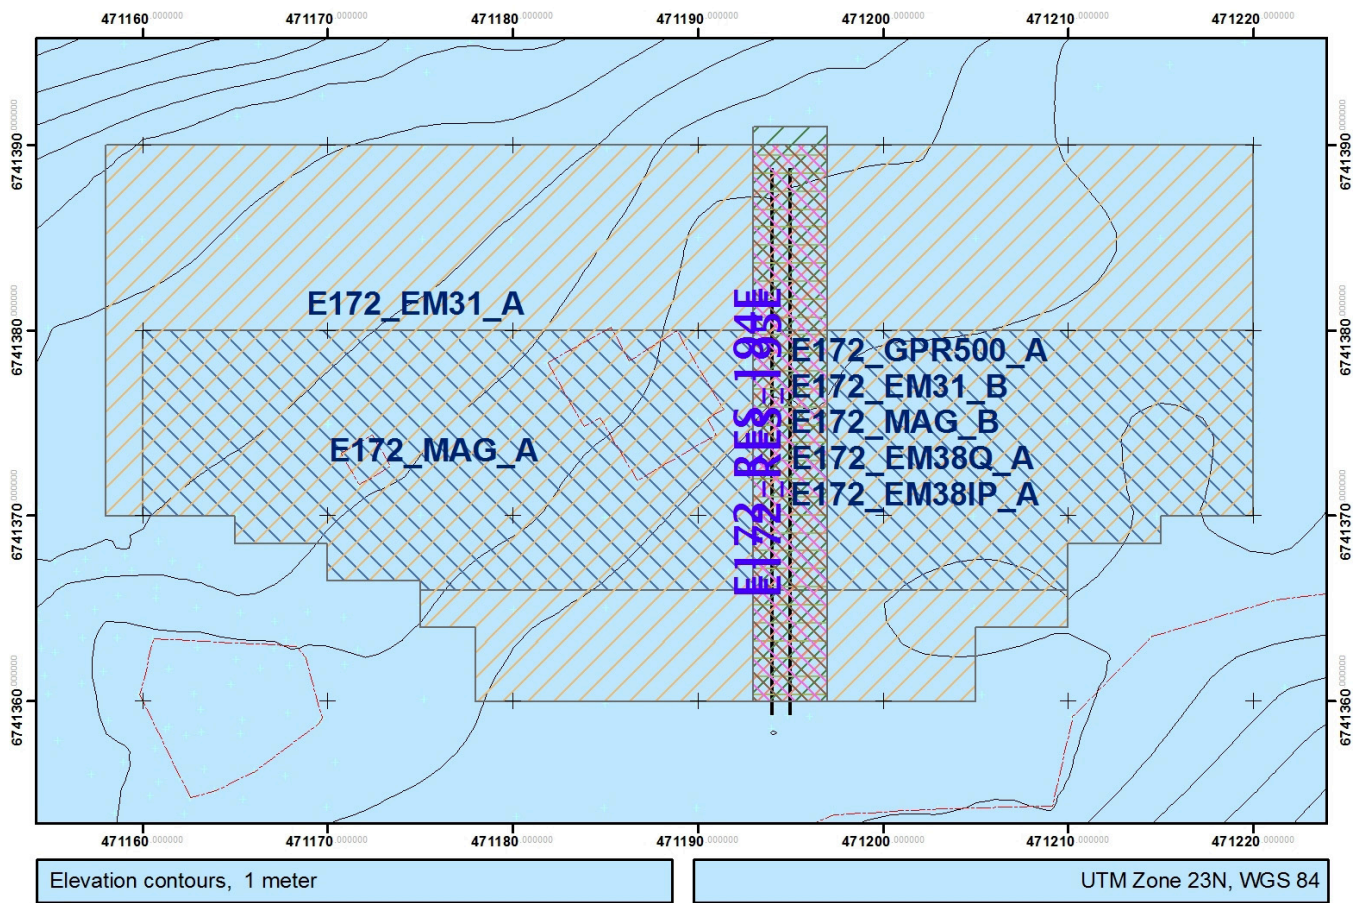 471160.000000 471170.000000 471180.000000 471190.000000 471200.000000 471210.000000 471220.000000
6741390.000000 6741390.000000
6741380.000000 6741380.000000
6741370.000000 6741370.000000
6741360.000000 6741360.000000
E172_EM31_A
E172_MAG_A
E172_RES_194E
E172_RES_195E
E172_GPR500_A
E172_EM31_B
E172_MAG_B
E172_EM38Q_A
E172_EM38IP_A
471160.000000 471170.000000 471180.000000 471190.000000 471200.000000 471210.000000 471220.000000
Elevation contours, 1 meter
UTM Zone 23N, WGS 84